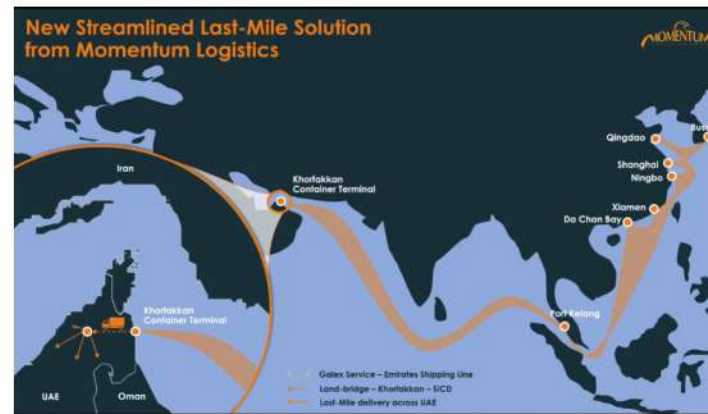 New Streamlined Last-Mile Solution
from Momentum Logistics
MOMENTUM
Qingdao
Shanghai
Ningbo
Xiamen
Da Chan Bay
Port Kelang
Khorfakkan
Container Terminal
Iran
Khorfakkan
Container Terminal
UAE
Oman
Galex Service – Emirates Shipping Line
Land-bridge – Khorfakkan – SICD
Last-Mile delivery across UAE